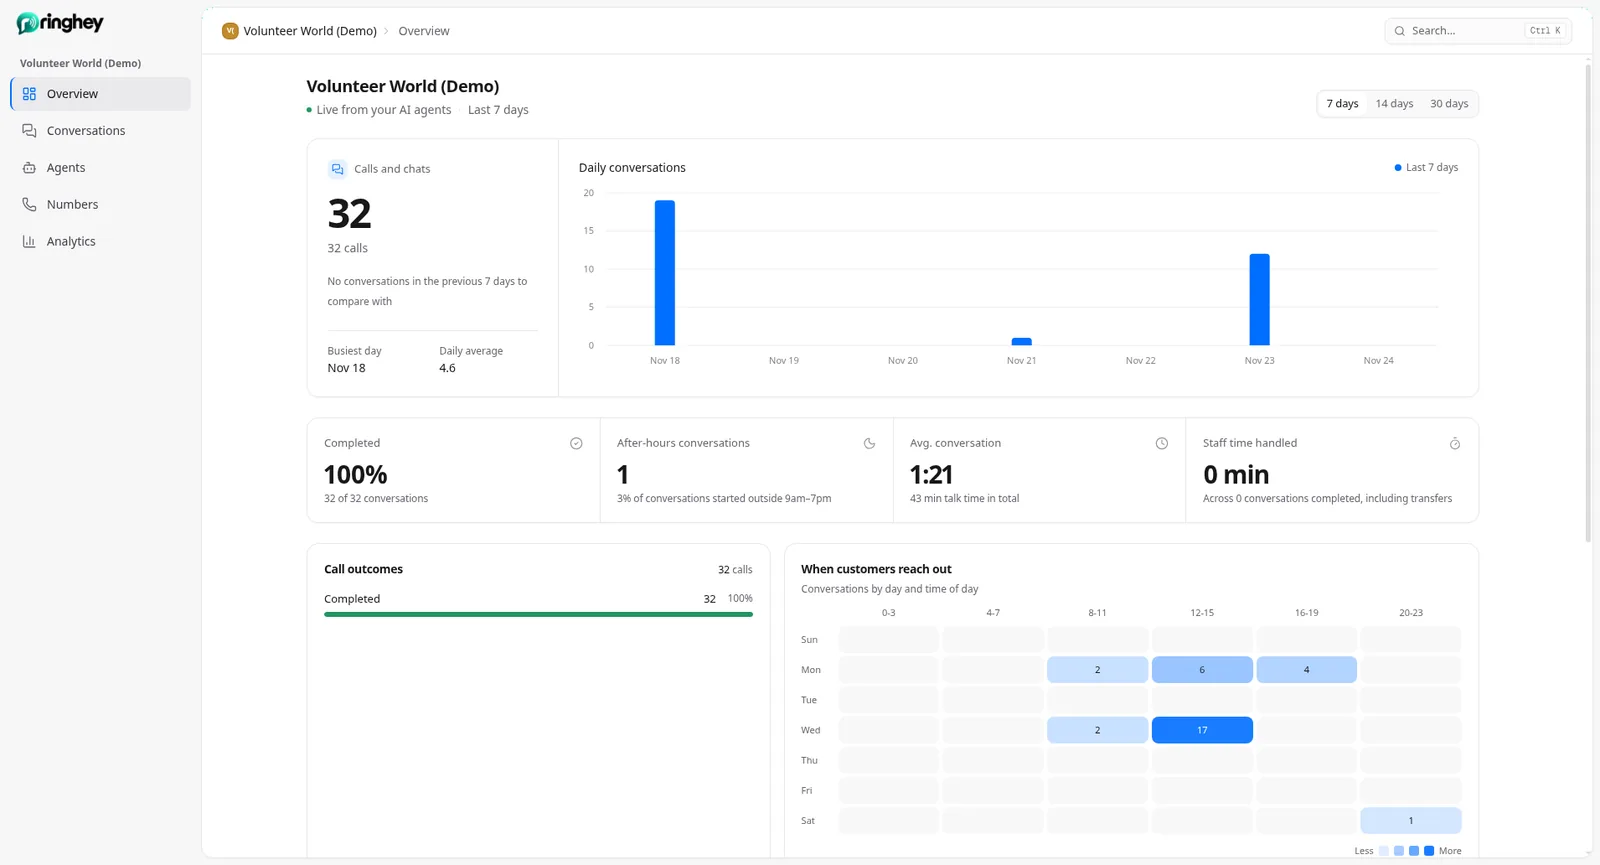 ringhey
Volunteer World (Demo)
Overview
Conversations
Agents
Numbers
Analytics
V(
Volunteer World (Demo) > Overview
Search...
Ctrl K
Volunteer World (Demo)
Live from your AI agents · Last 7 days
7 days 14 days 30 days
Calls and chats
32
32 calls
No conversations in the previous 7 days to
compare with
Busiest day
Nov 18
Daily average
4.6
Daily conversations
Last 7 days
20
15
10
5
0
Nov 18 Nov 19 Nov 20 Nov 21 Nov 22 Nov 23 Nov 24
Completed
100%
32 of 32 conversations
After-hours conversations
1
3% of conversations started outside 9am–7pm
Avg. conversation
1:21
43 min talk time in total
Staff time handled
0 min
Across 0 conversations completed, including transfers
Call outcomes
32 calls
Completed 32 100%
When customers reach out
Conversations by day and time of day
0-3 4-7 8-11 12-15 16-19 20-23
Sun
Mon 2 6 4
Tue
Wed 2 17
Thu
Fri
Sat 1
Less More